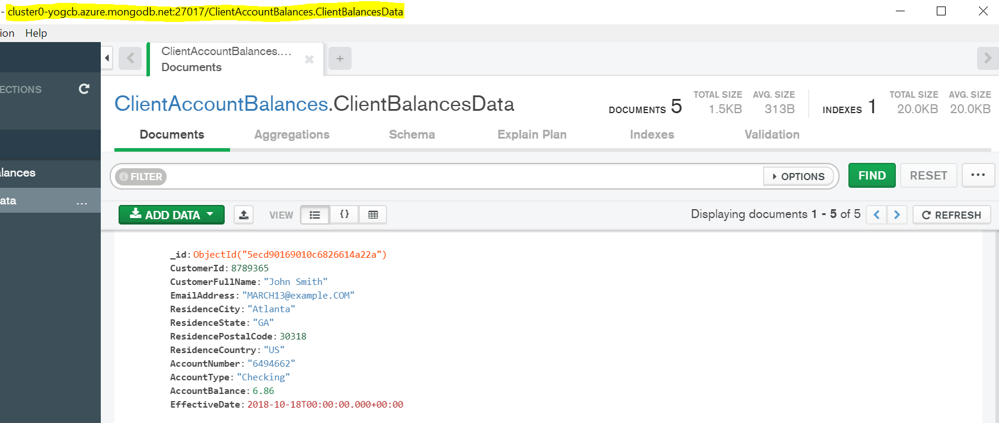 - cluster0-yogcb.azure.mongodb.net:27017/ClientAccountBalances.ClientBalancesData
ion Help
ClientAccountBalances....
Documents
ECTIONS
ClientAccountBalances.ClientBalancesData
DOCUMENTS 5
TOTAL SIZE AVG. SIZE
1.5KB 313B
INDEXES 1
TOTAL SIZE AVG. SIZE
20.0KB 20.0KB
Documents Aggregations Schema Explain Plan Indexes Validation
lances
FILTER
OPTIONS
FIND
RESET
...
ata ...
ADD DATA
VIEW
{}
Displaying documents 1 - 5 of 5
REFRESH
_id: ObjectId("5ecd90169010c6826614a22a")
CustomerId: 8789365
CustomerFullName: "John Smith"
EmailAddress: "MARCH13@example.COM"
ResidenceCity: "Atlanta"
ResidenceState: "GA"
ResidencePostalCode: 30318
ResidenceCountry: "US"
AccountNumber: "6494662"
AccountType: "Checking"
AccountBalance: 6.86
EffectiveDate: 2018-10-18T00:00:00.000+00:00